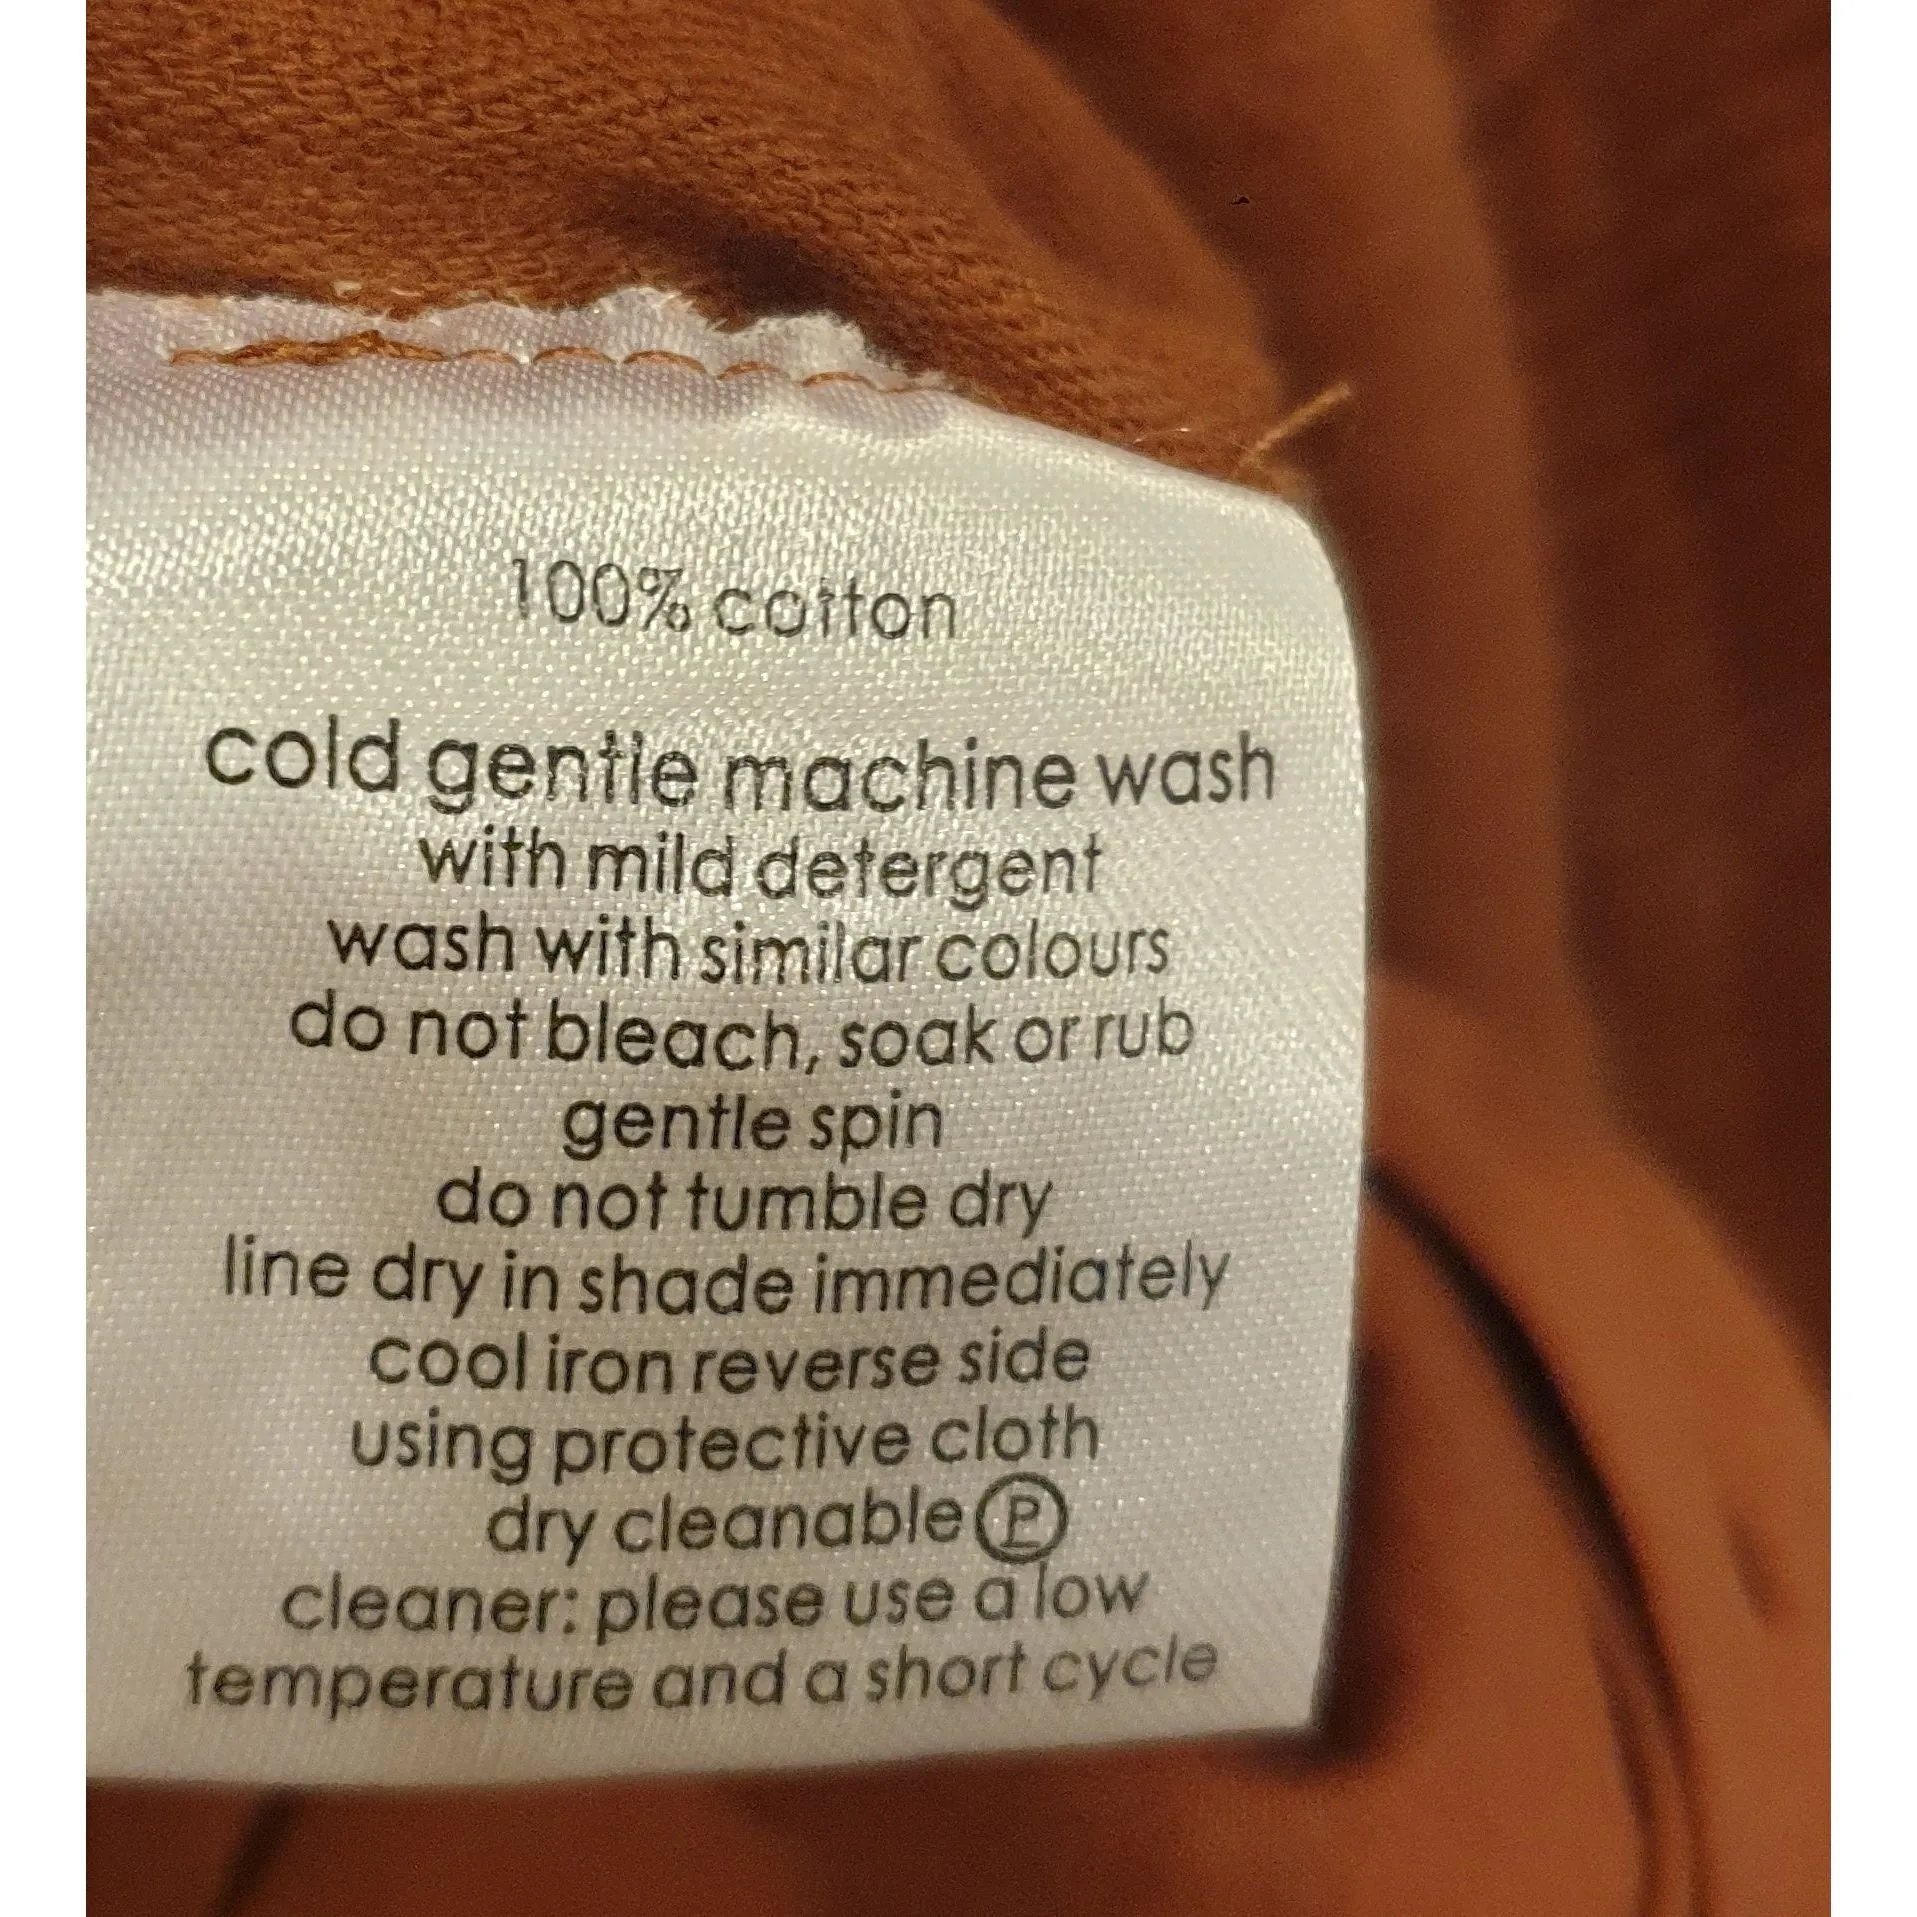 100% cotton
cold gentle machine wash
with mild detergent
wash with similar colours
do not bleach, soak or rub
gentle spin
do not tumble dry
line dry in shade immediately
cool iron reverse side
using protective cloth
dry cleanable Ⓟ
cleaner: please use a low
temperature and a short cycle